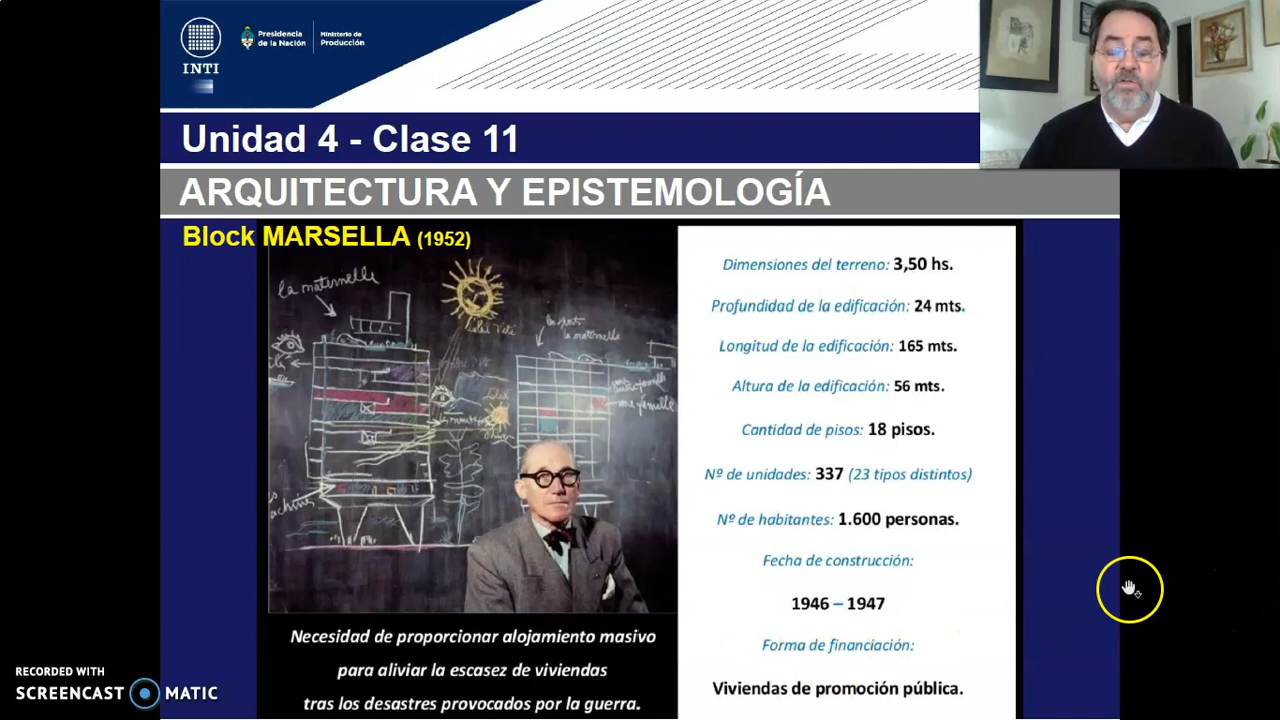 INTI
Presidencia
de la Nación
Ministerio de
Producción
Unidad 4 - Clase 11
ARQUITECTURA Y EPISTEMOLOGÍA
Block MARSELLA (1952)
la maternelle
la maternelle
Dimensiones del terreno: 3,50 hs.
Profundidad de la edificación; 24 mts.
Longitud de la edificación: 165 mts.
Altura de la edificación: 56 mts.
Cantidad de pisos: 18 pisos.
Nº de unidades: 337 (23 tipos distintos)
Nº de habitantes: 1.600 personas.
Fecha de construcción:
1946 – 1947
Forma de financiación:
Viviendas de promoción pública.
Necesidad de proporcionar alojamiento masivo
para aliviar la escasez de viviendas
tras los desastres provocados por la guerra.
RECORDED WITH
SCREENCAST MATIC